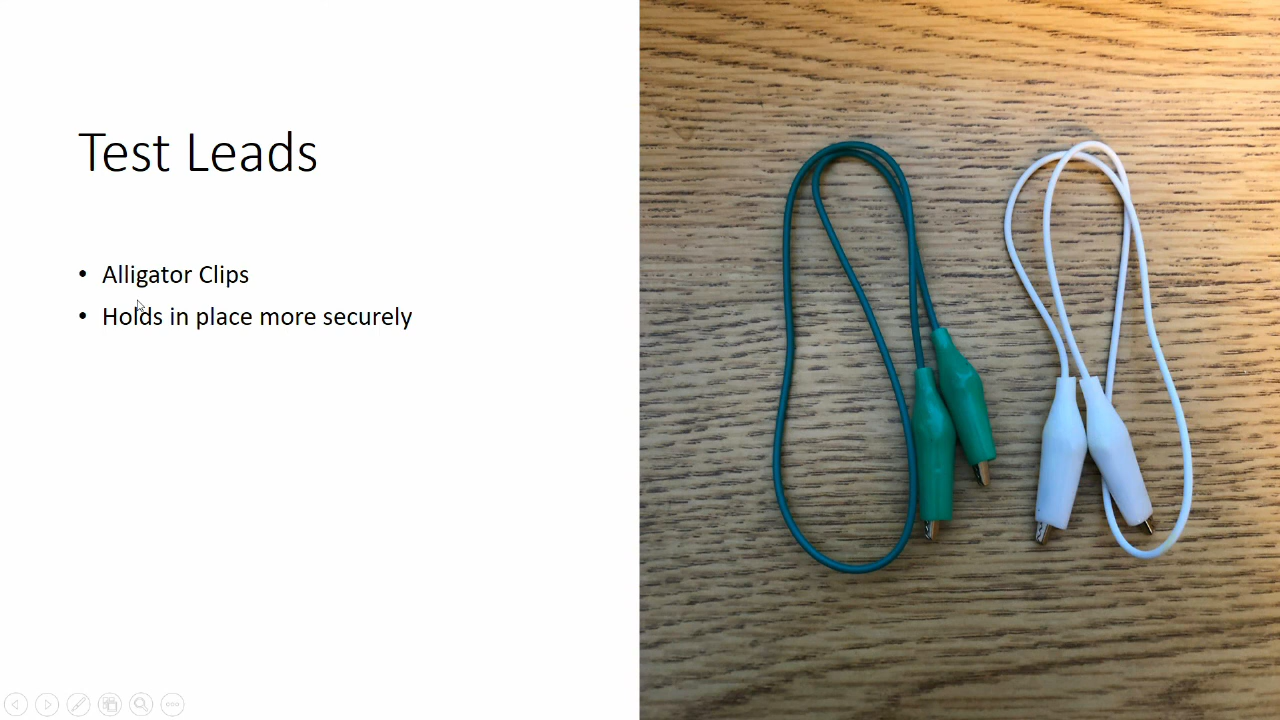 Test Leads
• Alligator Clips
• Holds in place more securely